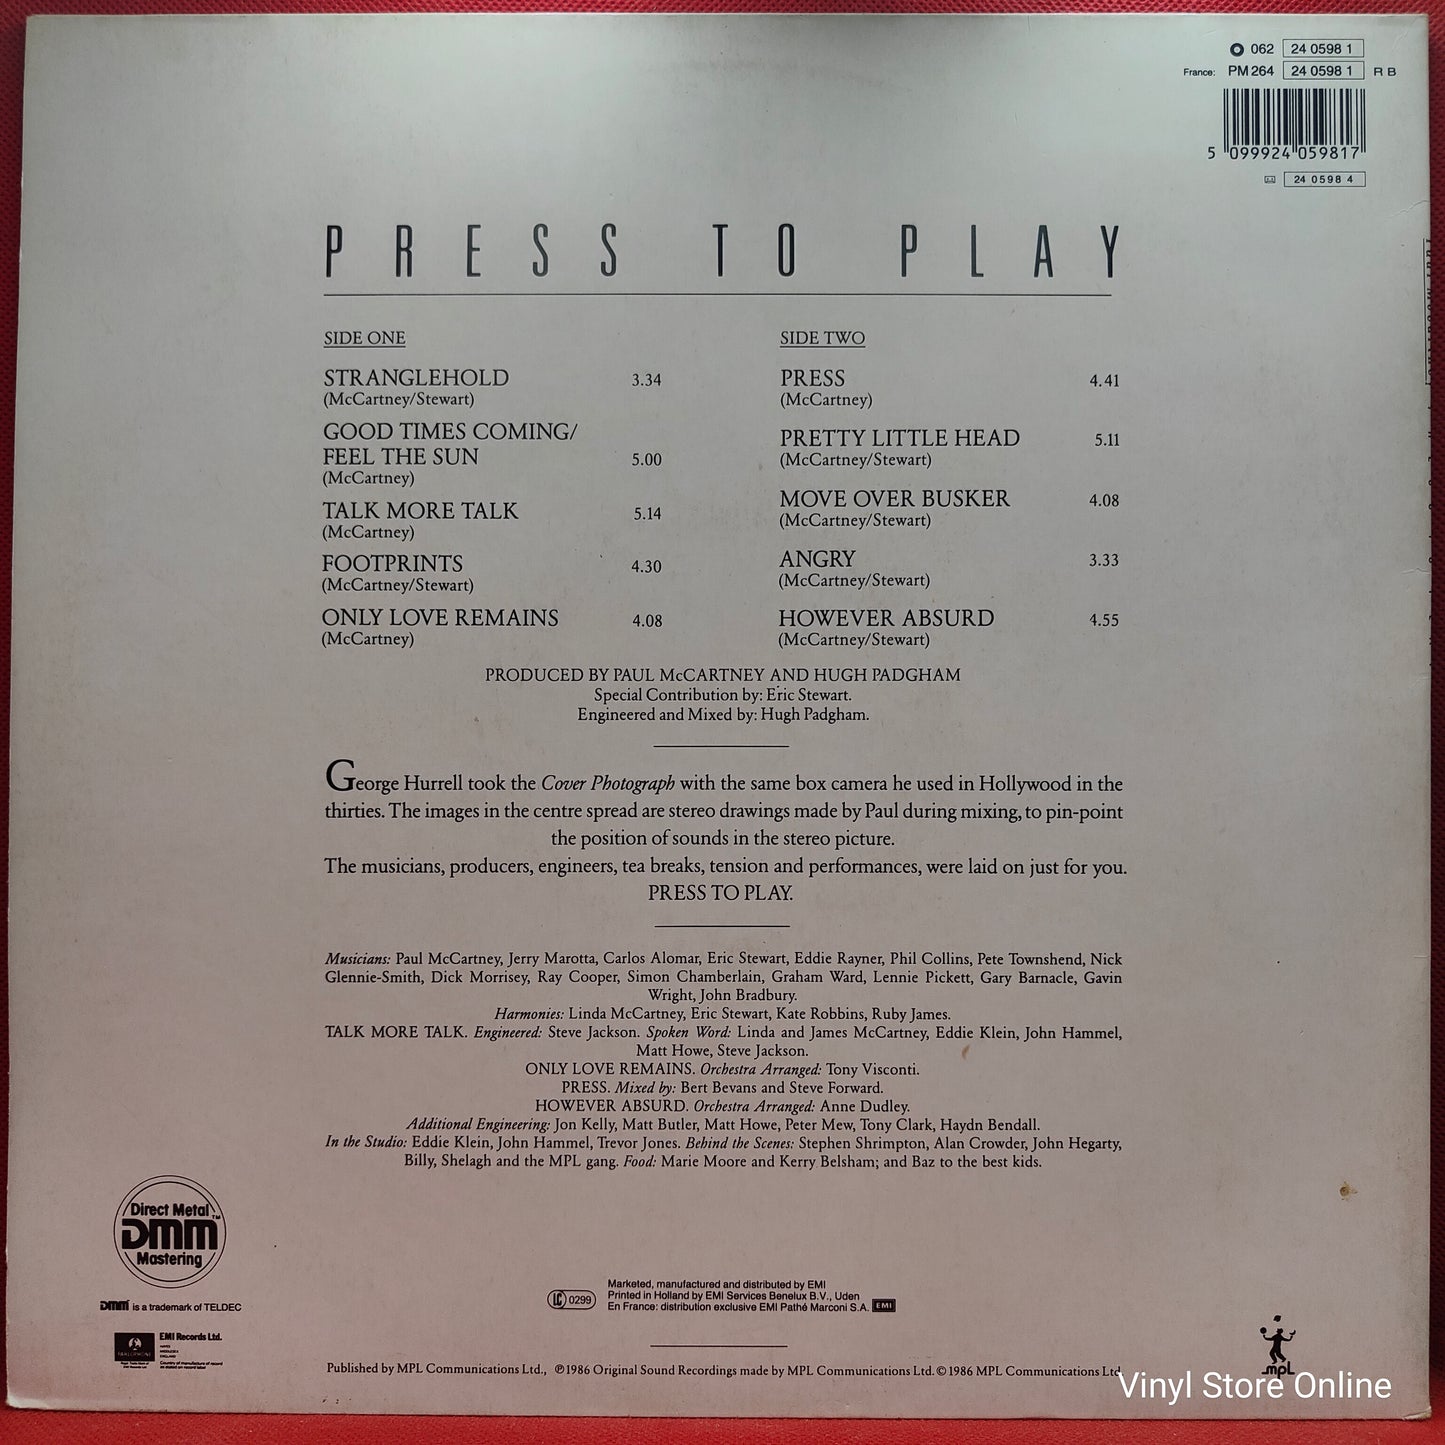 062 24 0598 1
France: PM 264 24 0598 1 R B
5 099924 059817
24 0598 4
PRESS TO PLAY
SIDE ONE
STRANGLEHOLD 3.34
(McCartney/Stewart)
GOOD TIMES COMING/
FEEL THE SUN 5.00
(McCartney)
TALK MORE TALK 5.14
(McCartney)
FOOTPRINTS 4.30
(McCartney/Stewart)
ONLY LOVE REMAINS 4.08
(McCartney)
SIDE TWO
PRESS 4.41
(McCartney)
PRETTY LITTLE HEAD 5.11
(McCartney/Stewart)
MOVE OVER BUSKER 4.08
(McCartney/Stewart)
ANGRY 3.33
(McCartney/Stewart)
HOWEVER ABSURD 4.55
(McCartney/Stewart)
PRODUCED BY PAUL McCARTNEY AND HUGH PADGHAM
Special Contribution by: Eric Stewart.
Engineered and Mixed by: Hugh Padgham.
George Hurrell took the Cover Photograph with the same box camera he used in Hollywood in the
thirties. The images in the centre spread are stereo drawings made by Paul during mixing, to pin-point
the position of sounds in the stereo picture.
The musicians, producers, engineers, tea breaks, tension and performances, were laid on just for you.
PRESS TO PLAY.
Musicians: Paul McCartney, Jerry Marotta, Carlos Alomar, Eric Stewart, Eddie Rayner, Phil Collins, Pete Townshend, Nick
Glennie-Smith, Dick Morrisey, Ray Cooper, Simon Chamberlain, Graham Ward, Lennie Pickett, Gary Barnacle, Gavin
Wright, John Bradbury.
Harmonies: Linda McCartney, Eric Stewart, Kate Robbins, Ruby James.
TALK MORE TALK. Engineered: Steve Jackson. Spoken Word: Linda and James McCartney, Eddie Klein, John Hammel,
Matt Howe, Steve Jackson.
ONLY LOVE REMAINS. Orchestra Arranged: Tony Visconti.
PRESS. Mixed by: Bert Bevans and Steve Forward.
HOWEVER ABSURD. Orchestra Arranged: Anne Dudley.
Additional Engineering: Jon Kelly, Matt Butler, Matt Howe, Peter Mew, Tony Clark, Haydn Bendall.
In the Studio: Eddie Klein, John Hammel, Trevor Jones. Behind the Scenes: Stephen Shrimpton, Alan Crowder, John Hegarty,
Billy, Shelagh and the MPL gang. Food: Marie Moore and Kerry Belsham; and Baz to the best kids.
Direct Metal
DMM™
Mastering
DMM is a trademark of TELDEC
PARLOPHONE
EMI Records Ltd.
LC 0299
Marketed, manufactured and distributed by EMI
Printed in Holland by EMI Services Benelux B.V., Uden
En France: distribution exclusive EMI Pathé Marconi S.A. EMI
Published by MPL Communications Ltd., ℗1986 Original Sound Recordings made by MPL Communications Ltd. ©1986 MPL Communications Ltd.
mpl
Vinyl Store Online